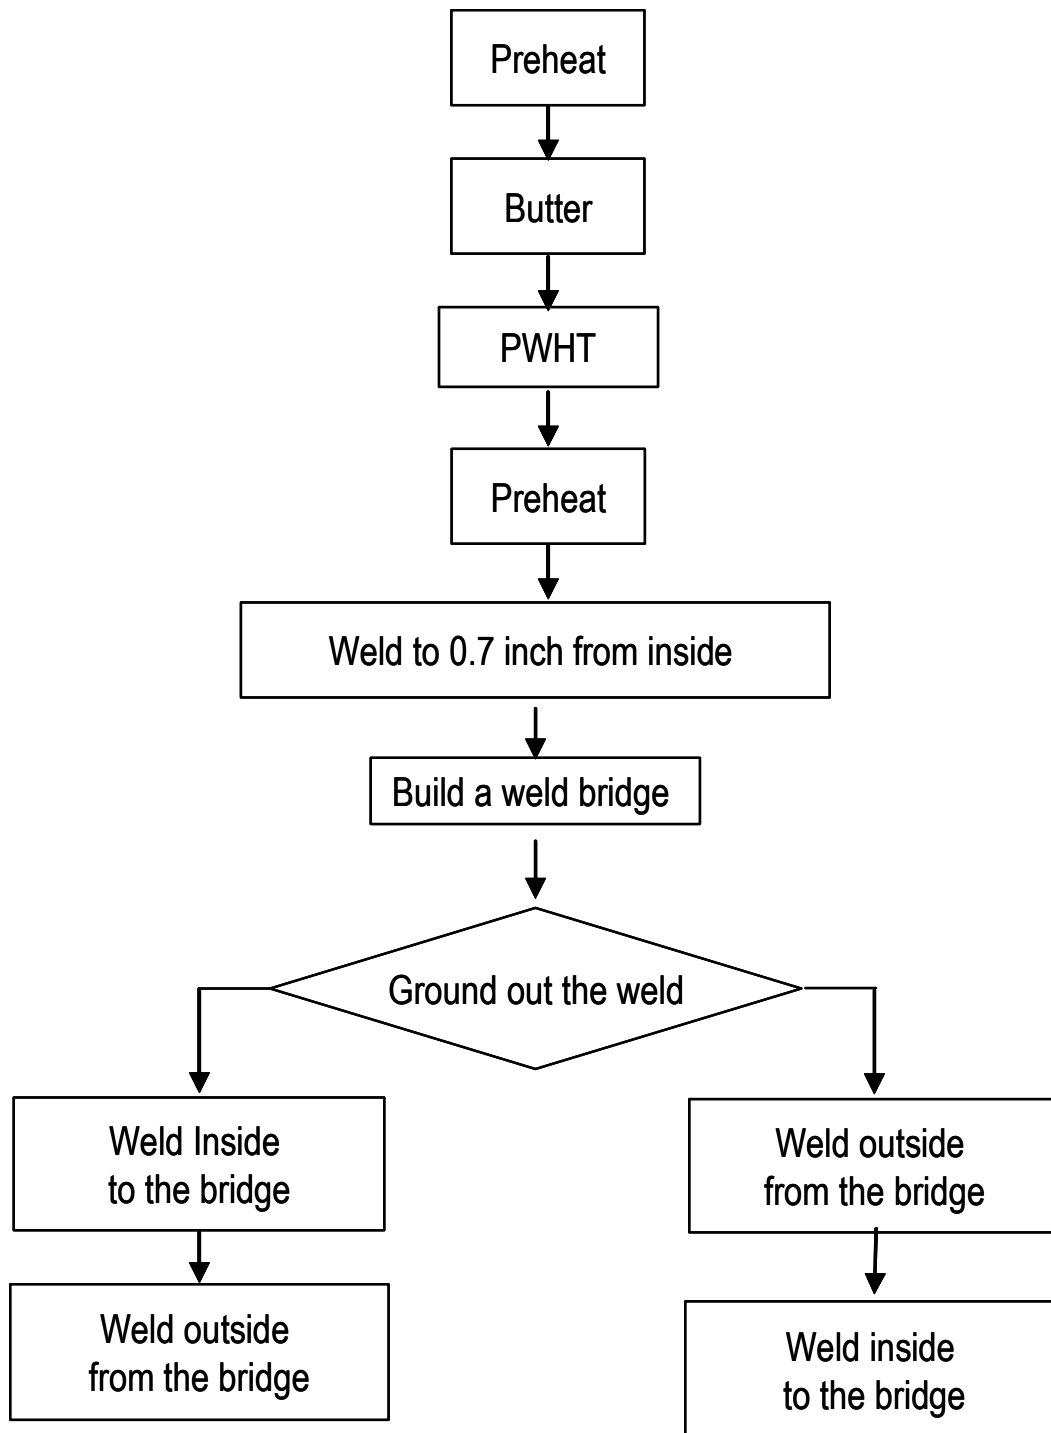 Preheat
Butter
PWHT
Preheat
Weld to 0.7 inch from inside
Build a weld bridge
Ground out the weld
Weld Inside
to the bridge
Weld outside
from the bridge
Weld outside
from the bridge
Weld inside
to the bridge